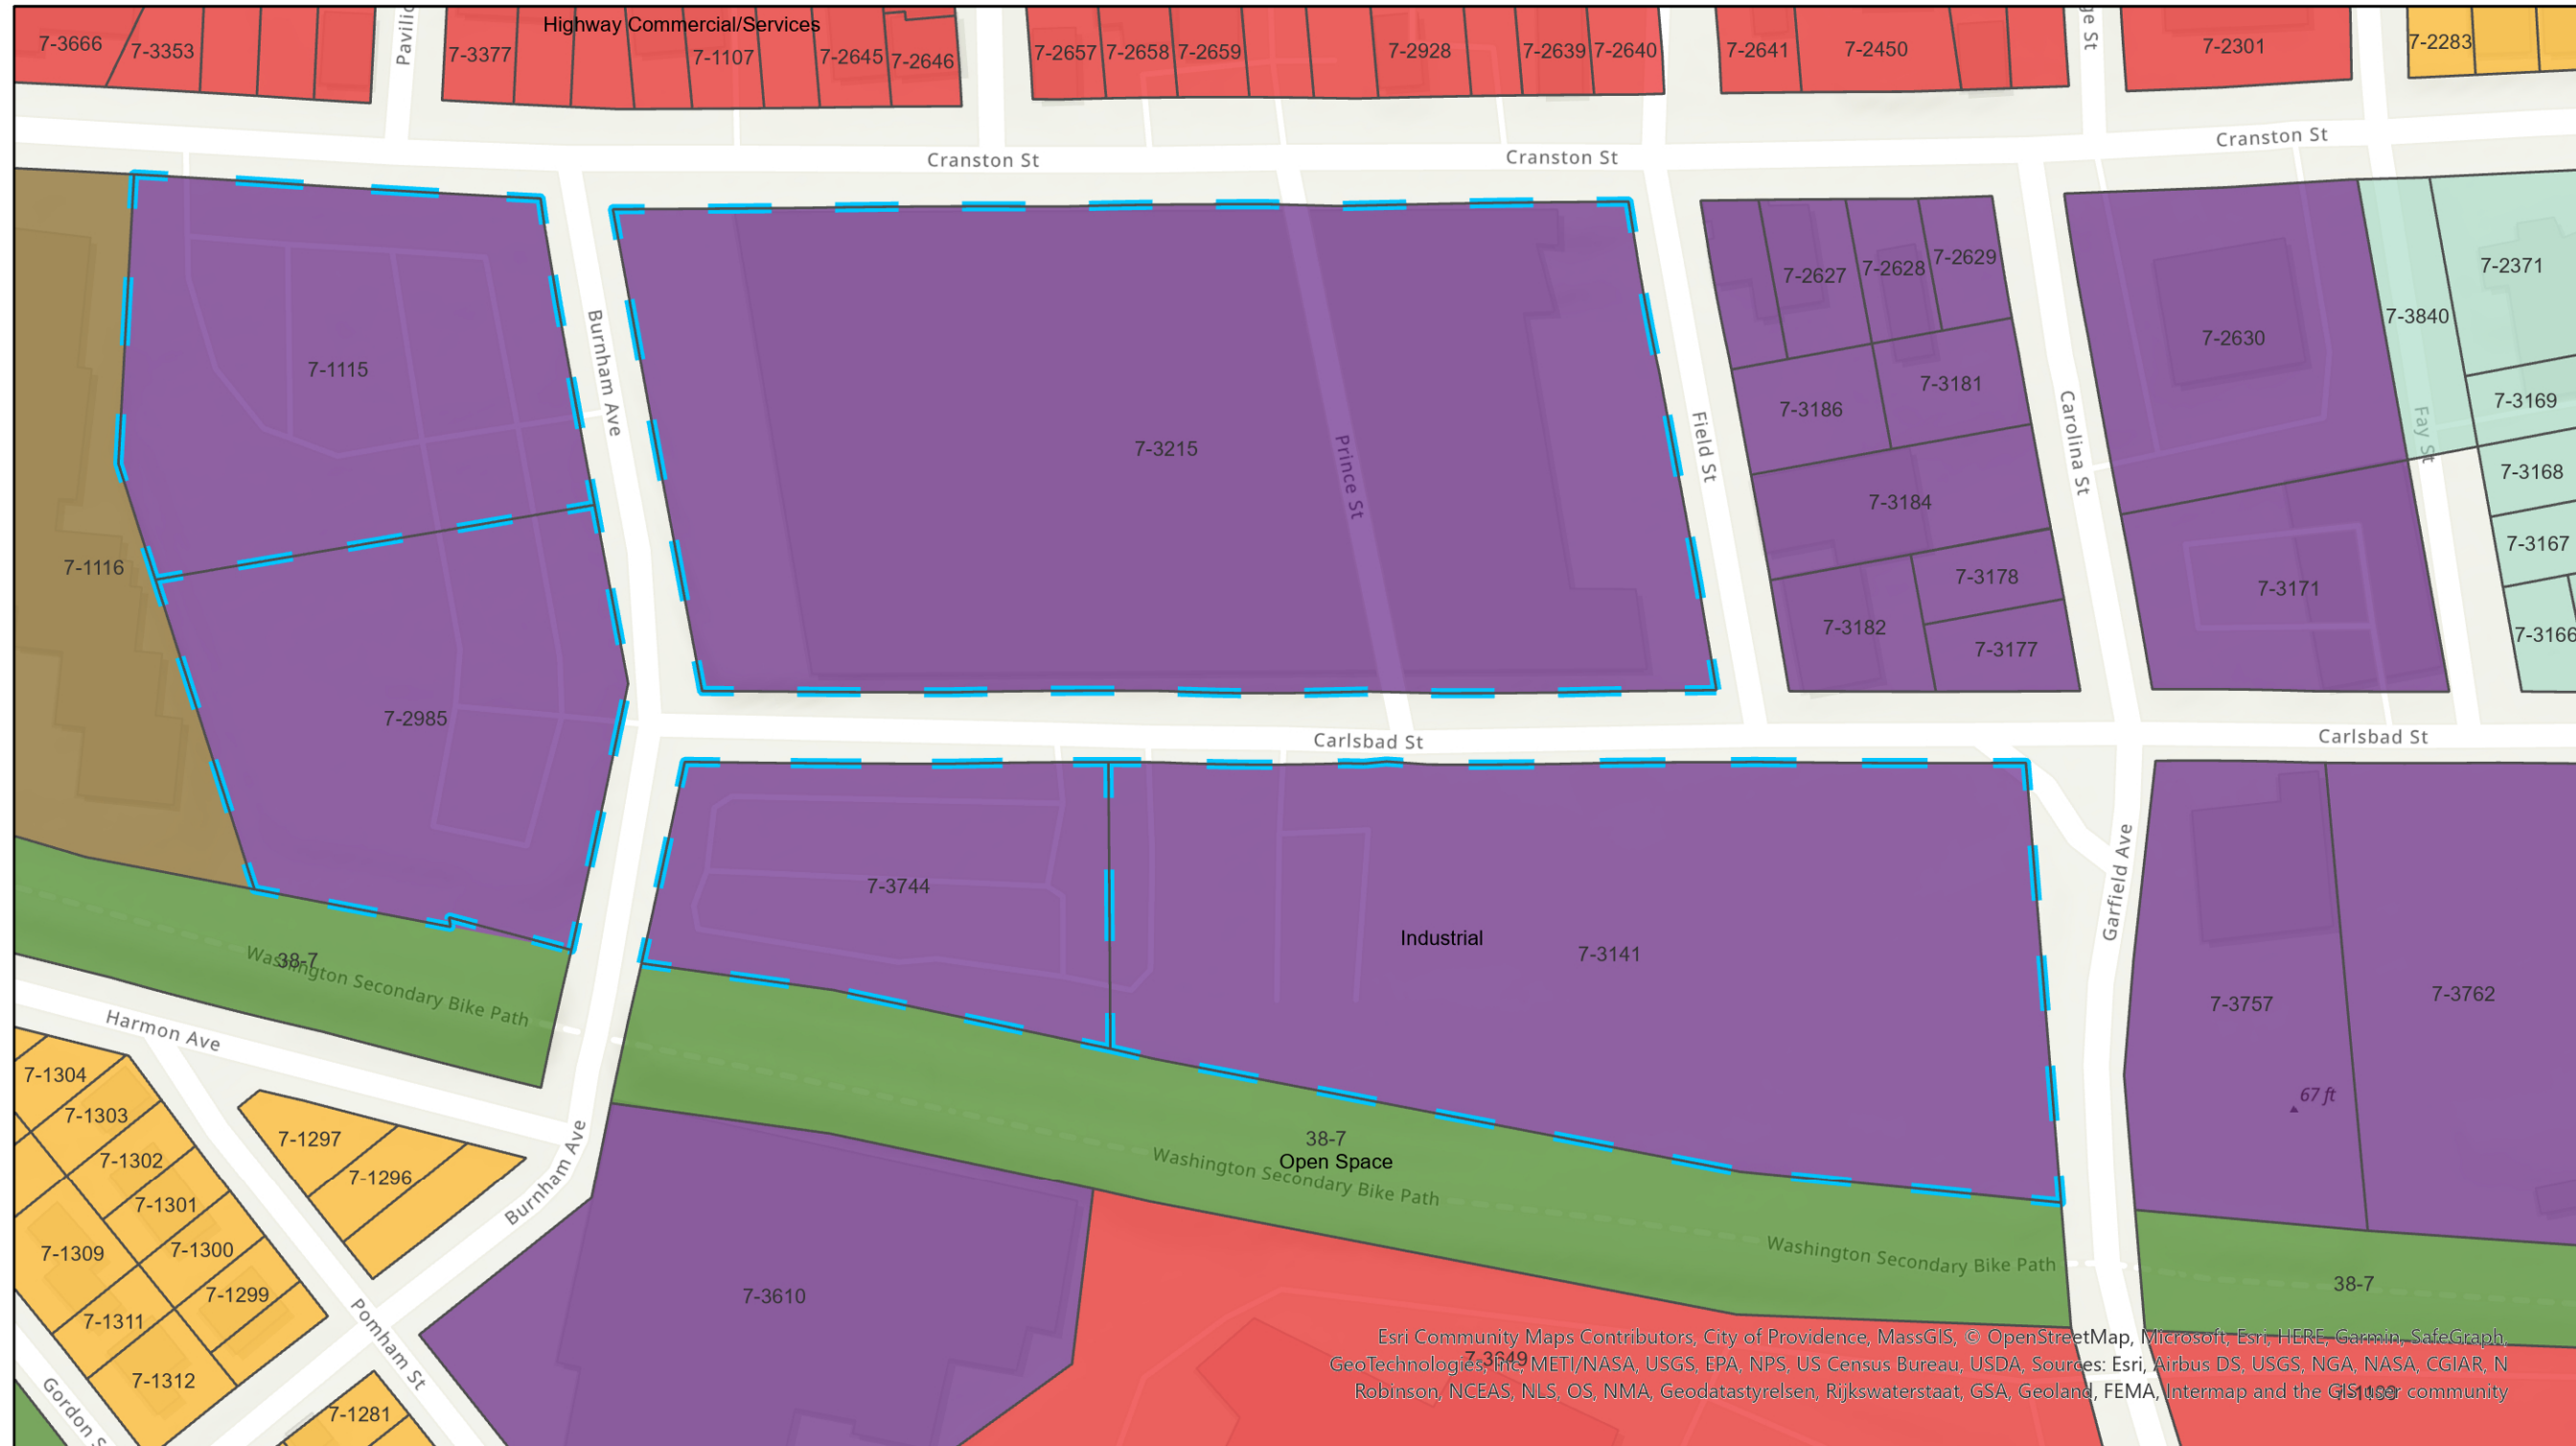 Highway Commercial/Services
7-3666
7-3353
7-3377
7-1107
7-2645
7-2646
7-2657
7-2658
7-2659
7-2928
7-2639
7-2640
7-2641
7-2450
7-2301
7-2283
Cranston St
Cranston St
Cranston St
7-1115
Burnham Ave
7-3215
Prince St
Field St
7-2627
7-2628
7-2629
7-3186
7-3181
7-3184
7-3178
7-3182
7-3177
Carolina St
7-2630
7-3840
7-2371
7-3169
Fay St
7-3168
7-3167
7-3171
7-3166
7-1116
7-2985
Carlsbad St
Carlsbad St
7-3744
Industrial
7-3141
Garfield Ave
7-3757
7-3762
67 ft
38-7
Washington Secondary Bike Path
Harmon Ave
7-1304
7-1303
7-1302
7-1301
7-1300
7-1299
7-1309
7-1311
7-1312
7-1297
7-1296
Burnham Ave
38-7
Open Space
Washington Secondary Bike Path
Washington Secondary Bike Path
38-7
7-3610
Pomham St
7-1281
Gordon S
7-3649
Esri Community Maps Contributors, City of Providence, MassGIS, © OpenStreetMap, Microsoft, Esri, HERE, Garmin, SafeGraph,
GeoTechnologies, Inc, METI/NASA, USGS, EPA, NPS, US Census Bureau, USDA, Sources: Esri, Airbus DS, USGS, NGA, NASA, CGIAR, N
Robinson, NCEAS, NLS, OS, NMA, Geodatastyrelsen, Rijkswaterstaat, GSA, Geoland, FEMA, Intermap and the GIS user community